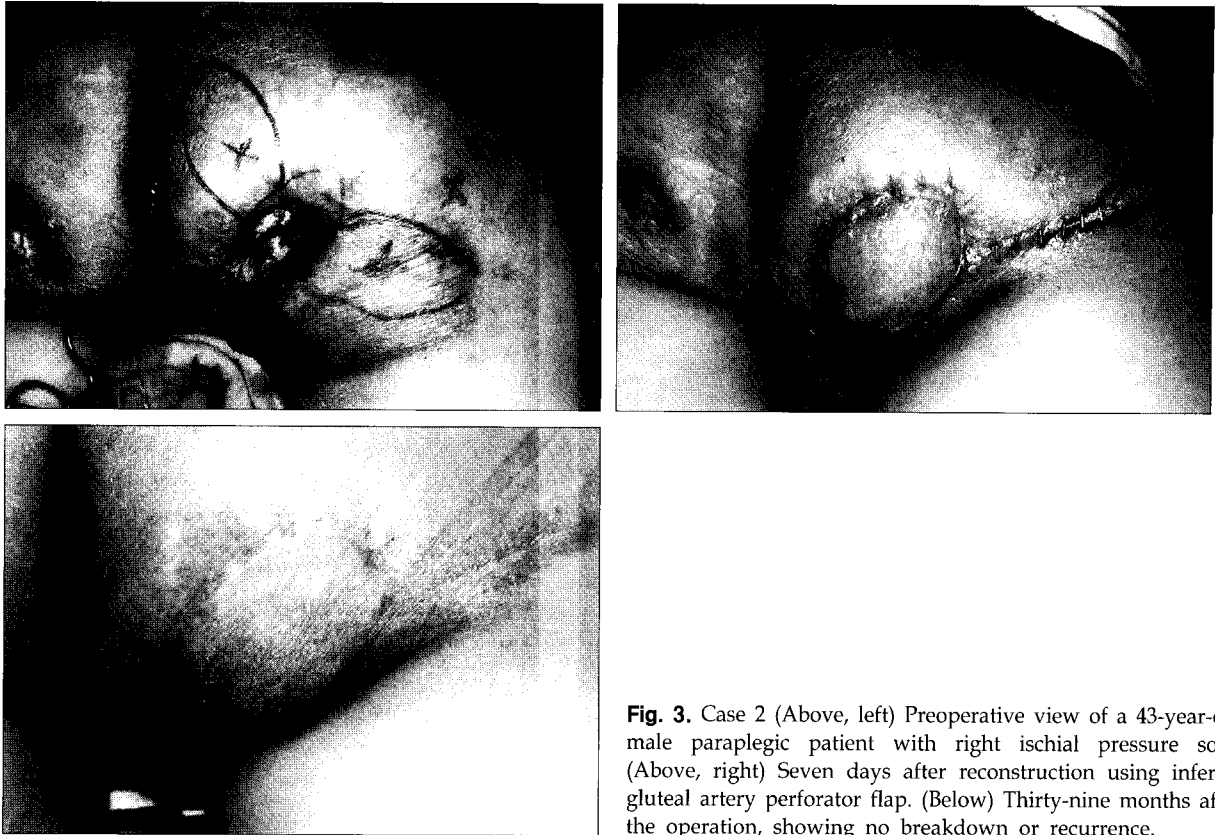 Fig. 3. Case 2 (Above, left) Preoperative view of a 43-year-
male paraplegic patient with right ischial pressure so
(Above, right) Seven days after reconstruction using infer
gluteal artery perforator flap. (Below) Thirty-nine months af
the operation, showing no breakdown or recurrence.